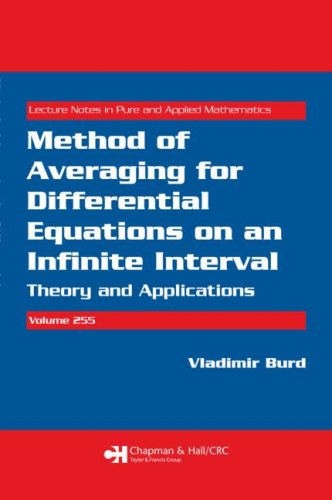 Lecture Notes in Pure and Applied Mathematics
Method of
Averaging for
Differential
Equations on an
Infinite Interval
Theory and Applications
Volume 255
Vladimir Burd
Chapman & Hall/CRC
Taylor & Francis Group